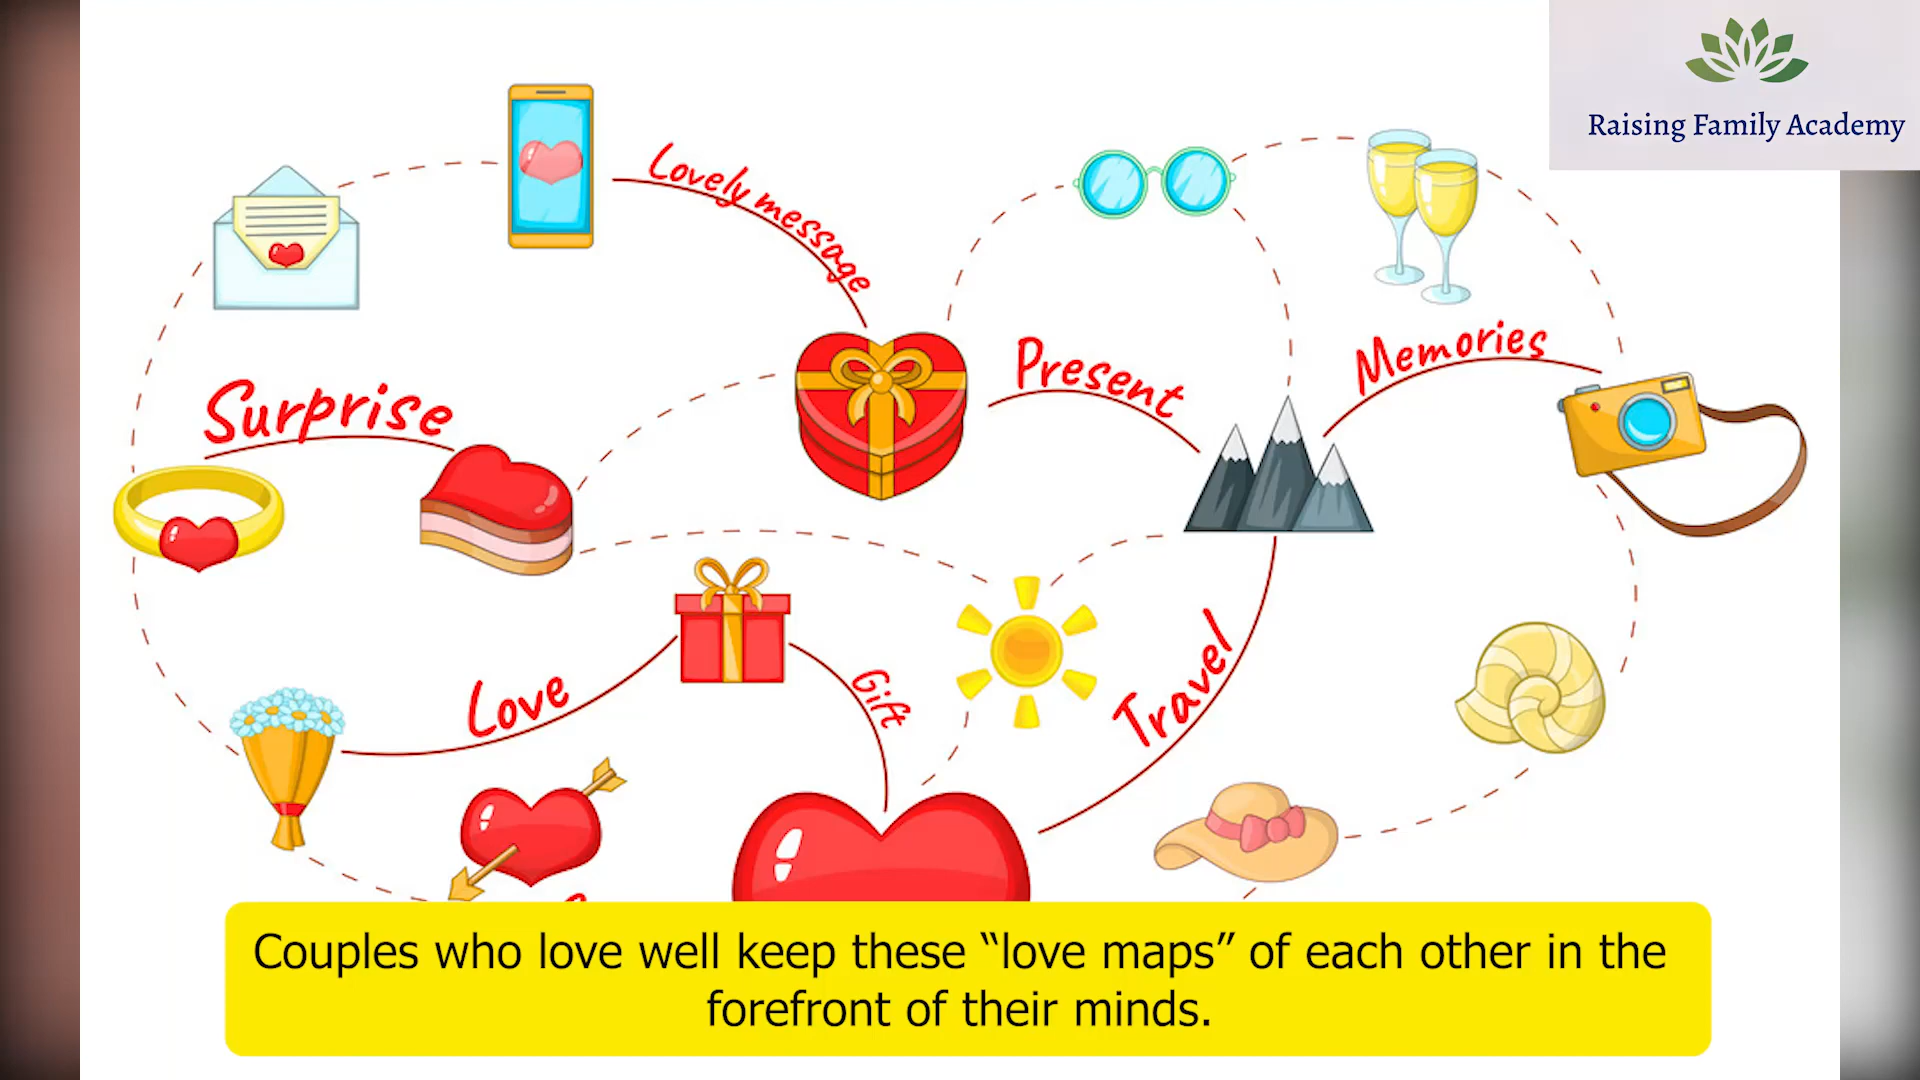 Raising Family Academy
Lovely message
Present
Memories
Surprise
Love
Gift
Travel
Couples who love well keep these “love maps” of each other in the
forefront of their minds.